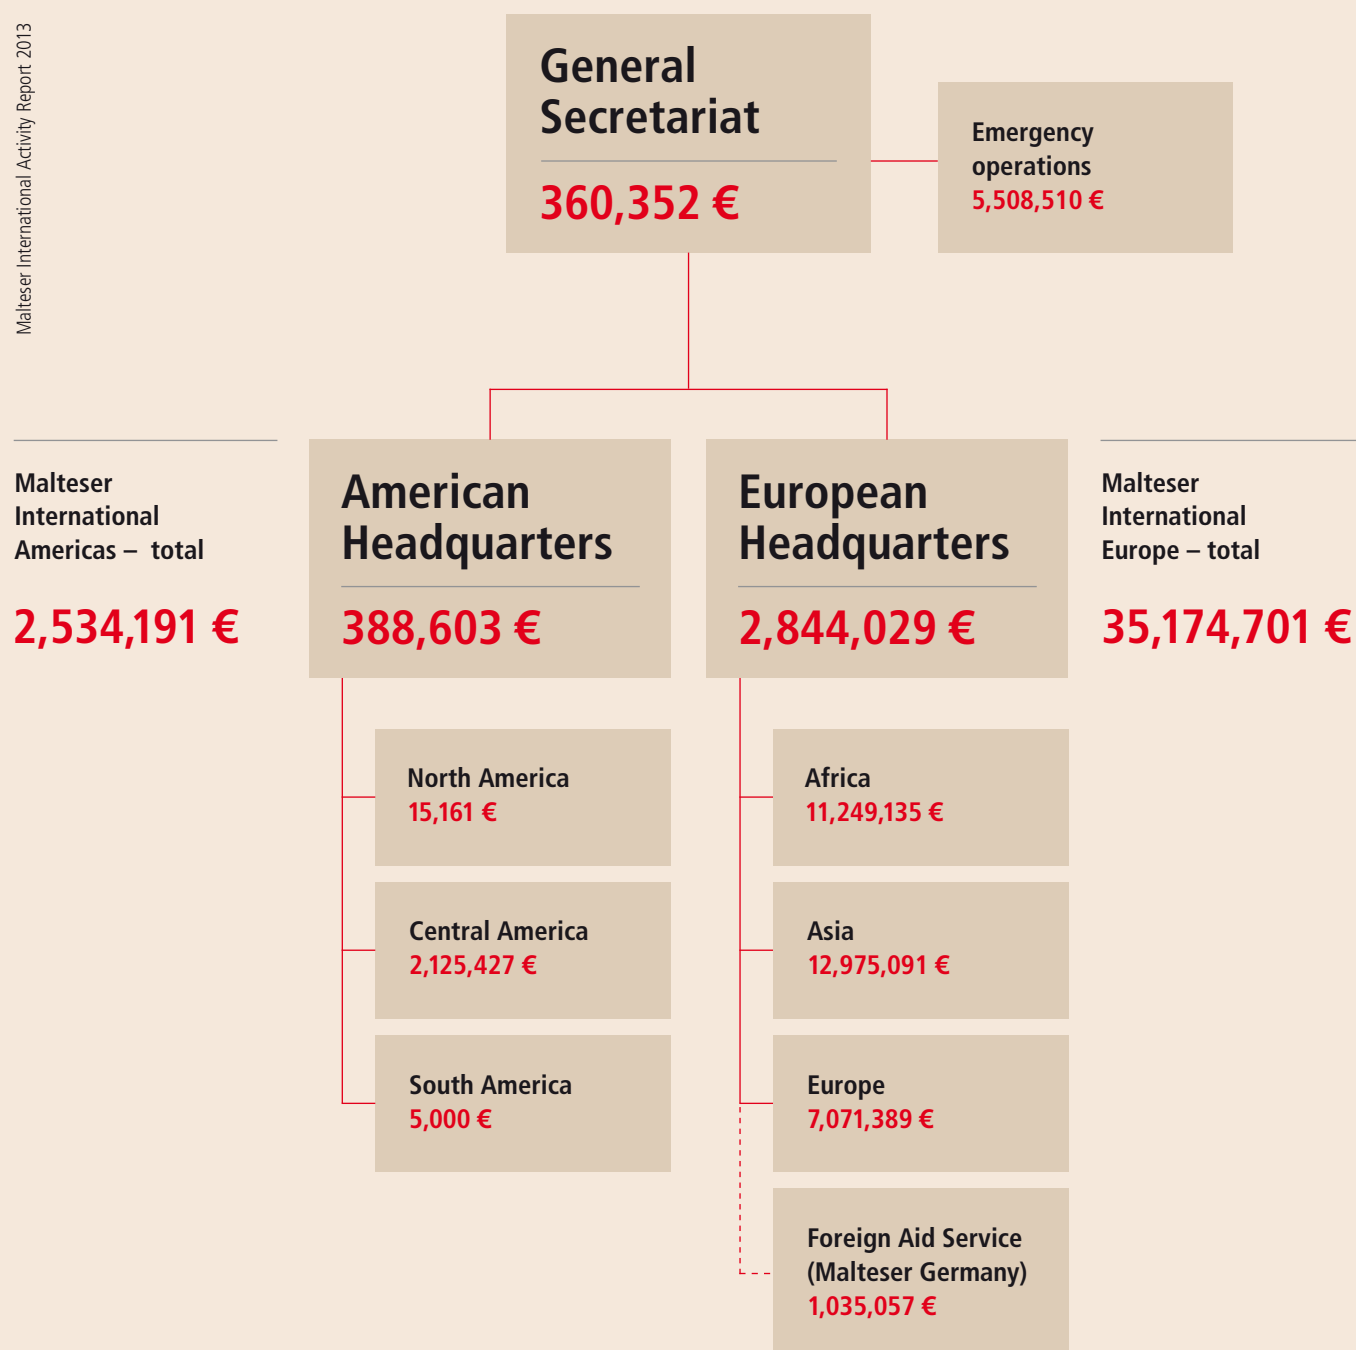 Malteser International Activity Report 2013
General
Secretariat
360,352 €
Emergency
operations
5,508,510 €
Malteser
International
Americas – total
2,534,191 €
American
Headquarters
388,603 €
European
Headquarters
2,844,029 €
Malteser
International
Europe – total
35,174,701 €
North America
15,161 €
Central America
2,125,427 €
South America
5,000 €
Africa
11,249,135 €
Asia
12,975,091 €
Europe
7,071,389 €
Foreign Aid Service
(Malteser Germany)
1,035,057 €